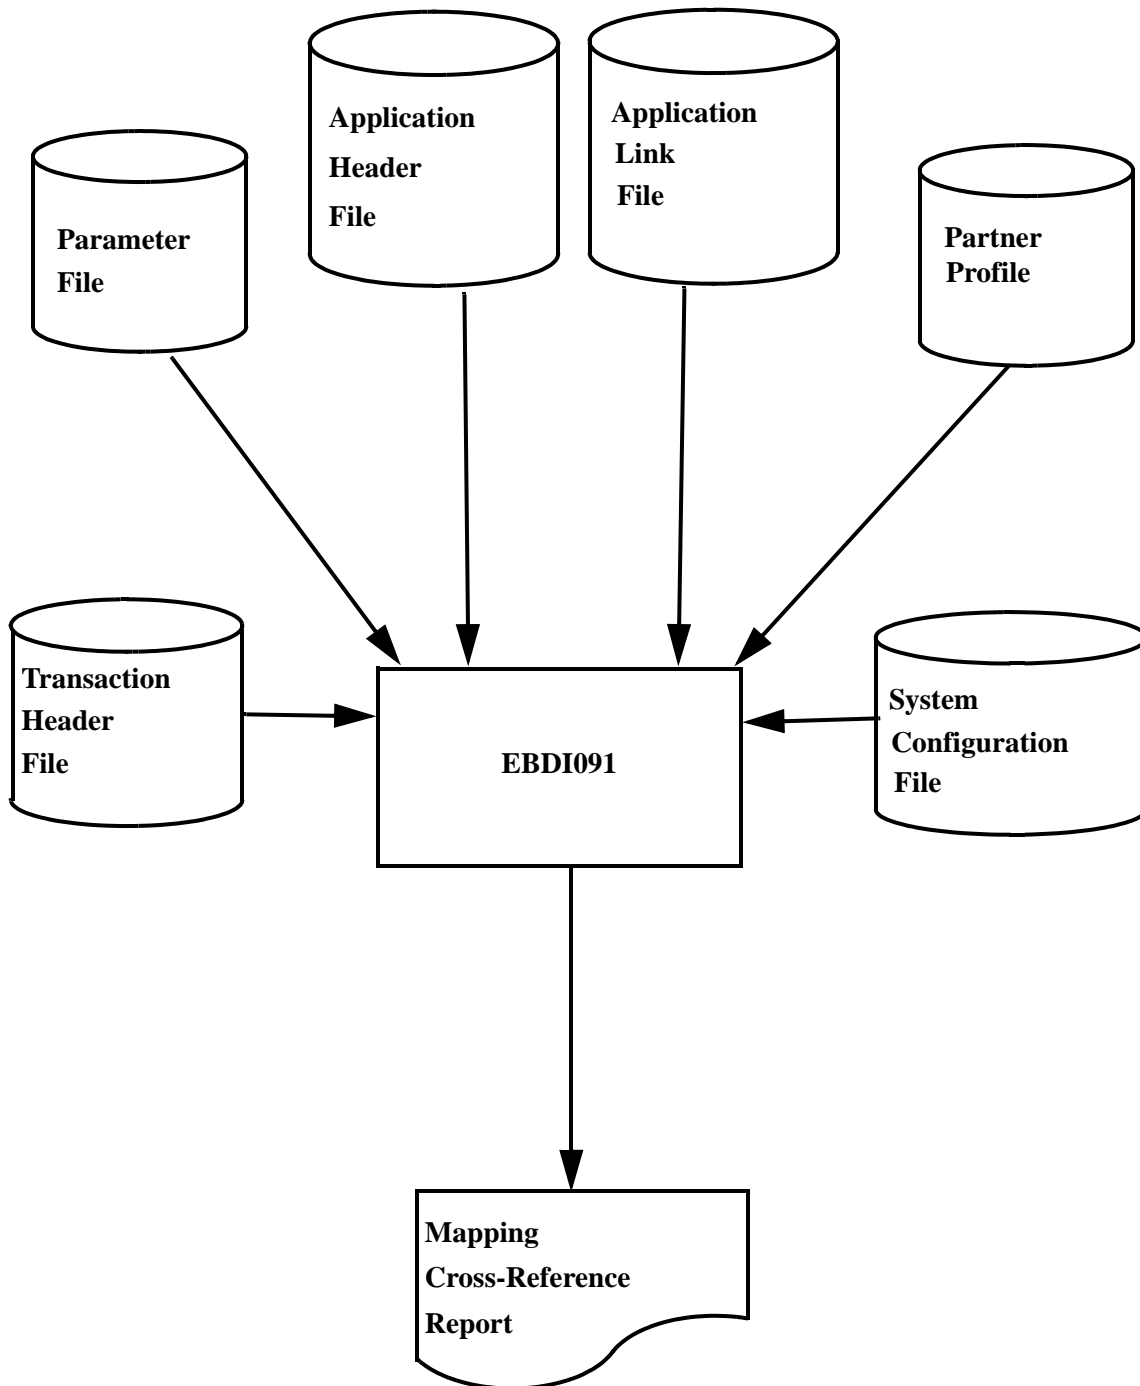 Application
Header
File
Application
Link
File
Parameter
File
Partner
Profile
Transaction
Header
File
EBDI091
System
Configuration
File
Mapping
Cross-Reference
Report